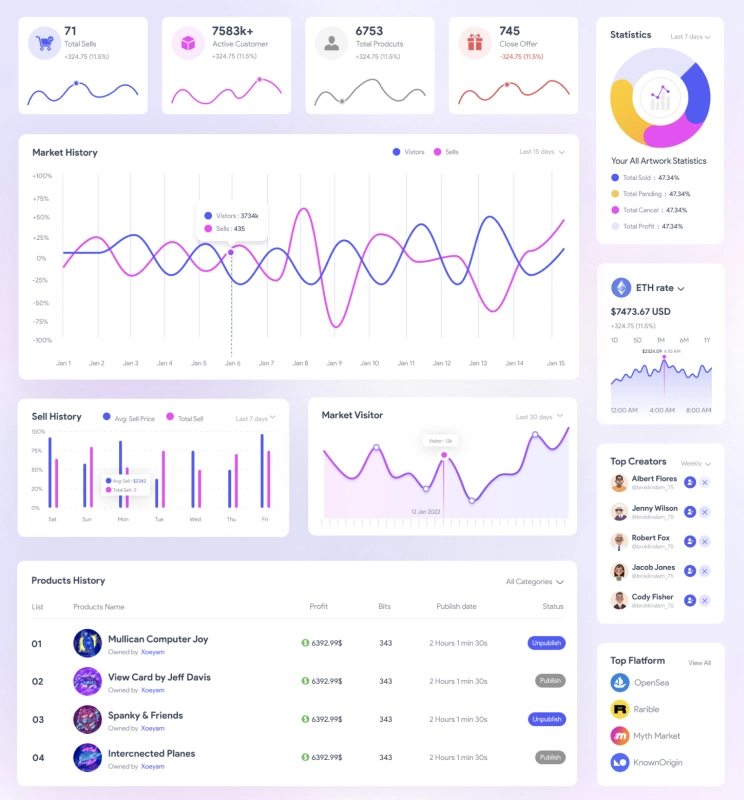 71
Total Sells
+324.75 (11.5%)
7583k+
Active Customer
+324.75 (11.5%)
6753
Total Prodcuts
+324.75 (11.5%)
745
Close Offer
-324.75 (11.5%)
Statistics
Last 7 days
Your All Artwork Statistics
Total Sold : 47.34%
Total Panding : 47.34%
Total Cancel : 47.34%
Total Profit : 47.34%
Market History
Vistors
Sells
Last 15 days
+100%
+75%
+50%
+25%
0%
-25%
-50%
-75%
-100%
Vistors : 3734k
Sells : 435
Jan 1 Jan 2 Jan 3 Jan 4 Jan 5 Jan 6 Jan 7 Jan 8 Jan 9 Jan 10 Jan 11 Jan 12 Jan 13 Jan 14 Jan 15
ETH rate
$7473.67 USD
+324.75 (11.5%)
1D 5D 1M 6M 1Y
$2324.09 4:10 AM
12:00 AM 4:00 AM 8:00AM
Sell History
Avg: Sell Price
Total Sell
Last 7 days
100%
75%
50%
20%
0%
Avg: Sell : $2342
Total Sell :
Sat Sun Mon Tue Wed Thu Fri
Market Visitor
Last 30 days
Visitor : 12k
12 Jan 2022
Top Creators
Weekly
Albert Flores
@broklinslam_75
Jenny Wilson
@broklinslam_75
Robert Fox
@broklinslam_75
Jacob Jones
@broklinslam_75
Cody Fisher
@broklinslam_75
Products History
All Categories
List Products Name Profit Bits Publish date Status
01 Mullican Computer Joy
Owned by Xoeyam
$ 6392.99$ 343 2 Hours 1 min 30s Unpublish
02 View Card by Jeff Davis
Owned by Xoeyam
$ 6392.99$ 343 2 Hours 1 min 30s Publish
03 Spanky & Friends
Owned by Xoeyam
$ 6392.99$ 343 2 Hours 1 min 30s Unpublish
04 Intercnected Planes
Owned by Xoeyam
$ 6392.99$ 343 2 Hours 1 min 30s Publish
Top Flatform
View All
OpenSea
Rarible
Myth Market
KnownOrigin